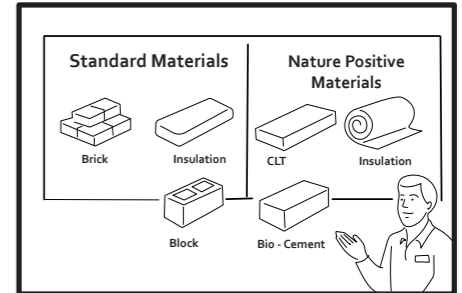 Standard Materials
Nature Positive
Materials
Brick
Insulation
CLT
Insulation
Block
Bio - Cement